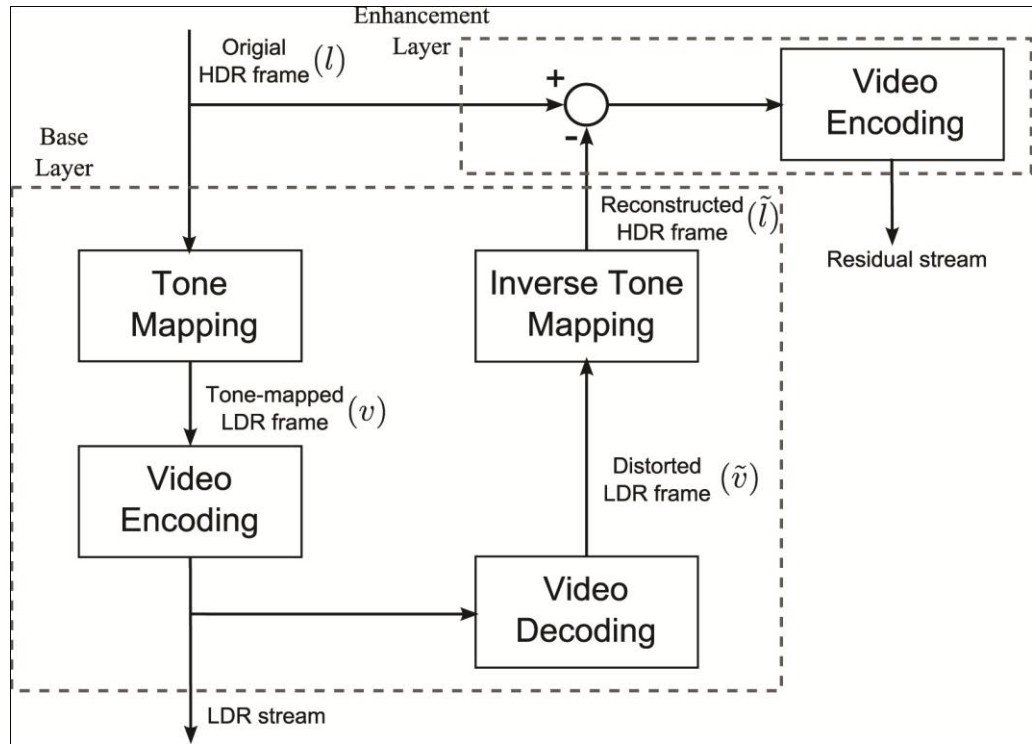 Enhancement
Layer
Origial
HDR frame (l)
+
-
Video
Encoding
Base
Layer
Reconstructed
HDR frame (l̃)
Residual stream
Tone
Mapping
Inverse Tone
Mapping
Tone-mapped
LDR frame (v)
Video
Encoding
Distorted
LDR frame (ṽ)
Video
Decoding
LDR stream